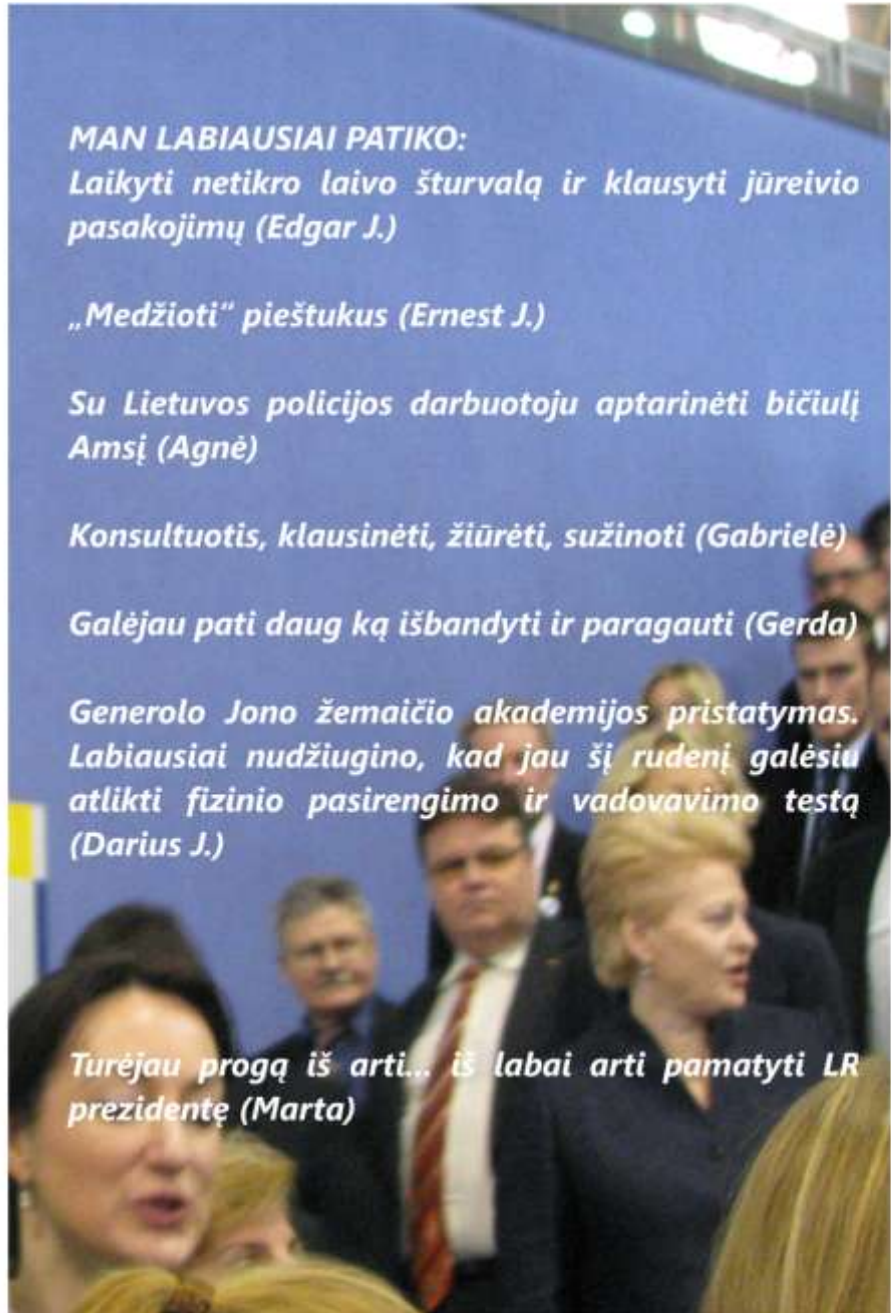 MAN LABIAUSIAI PATIKO:
Laikyti netikro laivo šturvalą ir klausyti jūreivio
pasakojimų (Edgar J.)
„Medžioti“ pieštukus (Ernest J.)
Su Lietuvos policijos darbuotoju aptarinėti bičiulį
Amsį (Agnė)
Konsultuotis, klausinėti, žiūrėti, sužinoti (Gabrielė)
Galėjau pati daug ką išbandyti ir paragauti (Gerda)
Generolo Jono žemaičio akademijos pristatymas.
Labiausiai nudžiugino, kad jau šį rudenį galėsiu
atlikti fizinio pasirengimo ir vadovavimo testą
(Darius J.)
Turėjau progą iš arti... iš labai arti pamatyti LR
prezidentę (Marta)